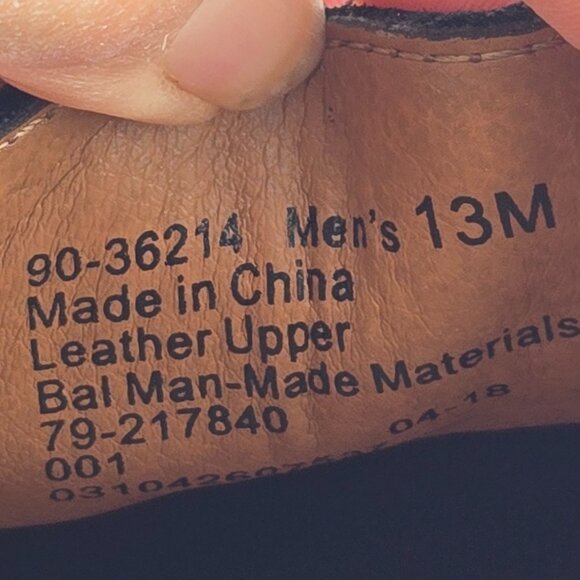 90-36214 Men's 13M
Made in China
Leather Upper
Bal Man-Made Materials
79-217840 04-18
001